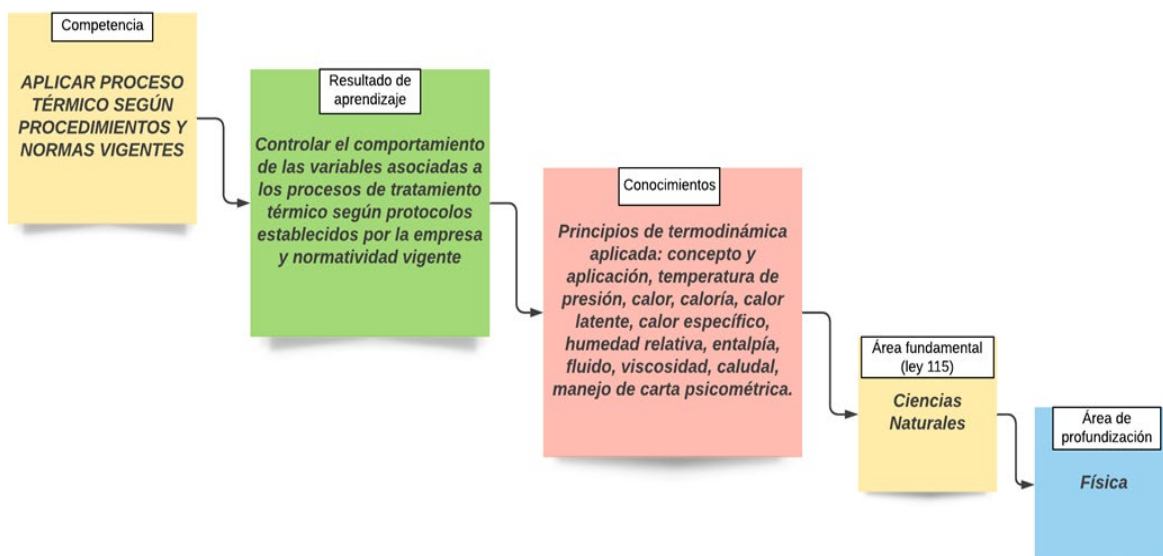 Competencia
APLICAR PROCESO
TÉRMICO SEGÚN
PROCEDIMIENTOS Y
NORMAS VIGENTES
Resultado de
aprendizaje
Controlar el comportamiento
de las variables asociadas a
los procesos de tratamiento
térmico según protocolos
establecidos por la empresa
y normatividad vigente
Conocimientos
Principios de termodinámica
aplicada: concepto y
aplicación, temperatura de
presión, calor, caloría, calor
latente, calor específico,
humedad relativa, entalpía,
fluido, viscosidad, caludal,
manejo de carta psicométrica.
Área fundamental
(ley 115)
Ciencias
Naturales
Área de
profundización
Física